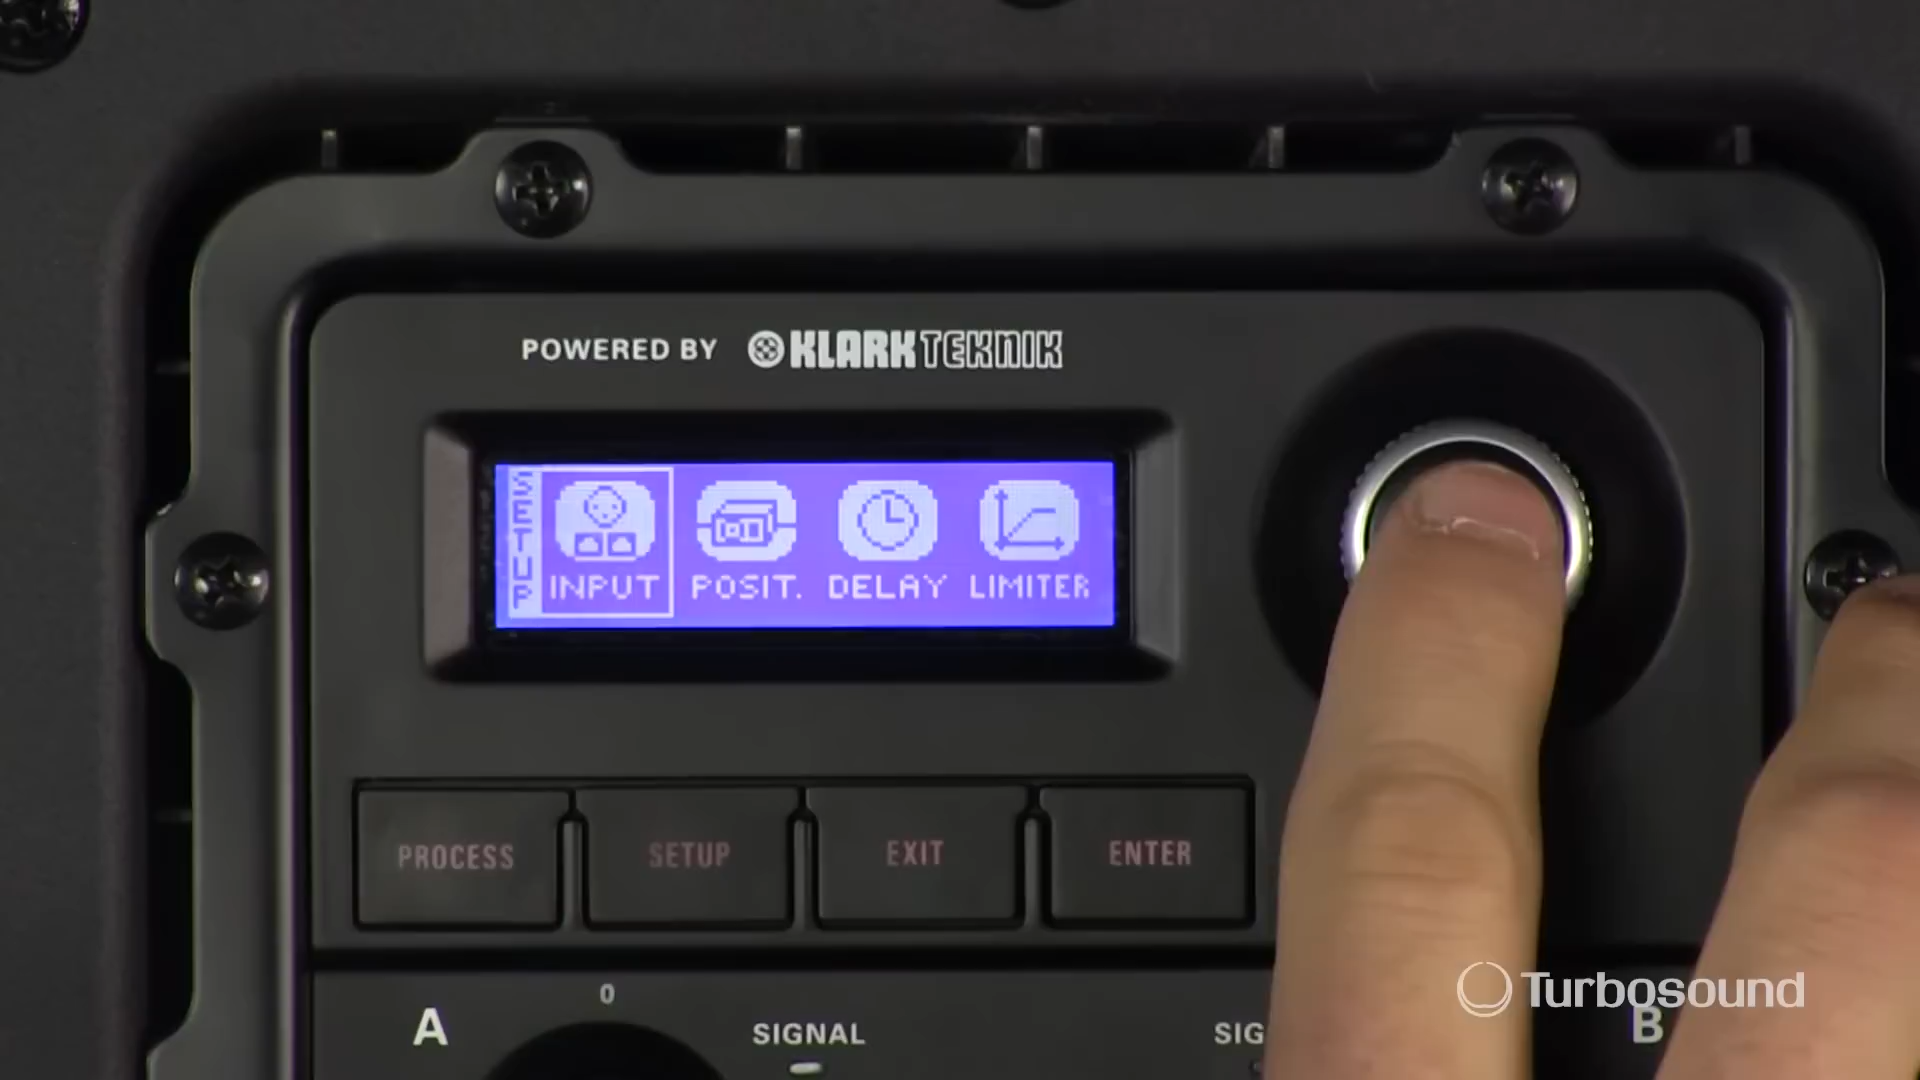 POWERED BY KLARK TEKNIK
SETUP
INPUT POSIT. DELAY LIMITER
PROCESS SETUP EXIT ENTER
0
A SIGNAL SIG B
Turbosound